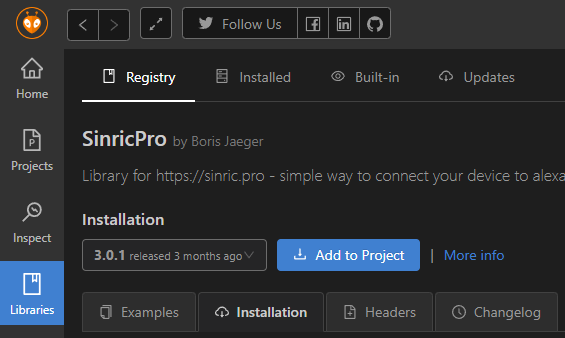 Follow Us
Registry Installed Built-in Updates
Home
SinricPro by Boris Jaeger
Projects
Library for https://sinric.pro - simple way to connect your device to alexa
Installation
Inspect
3.0.1 released 3 months ago Add to Project | More info
Libraries
Examples Installation Headers Changelog